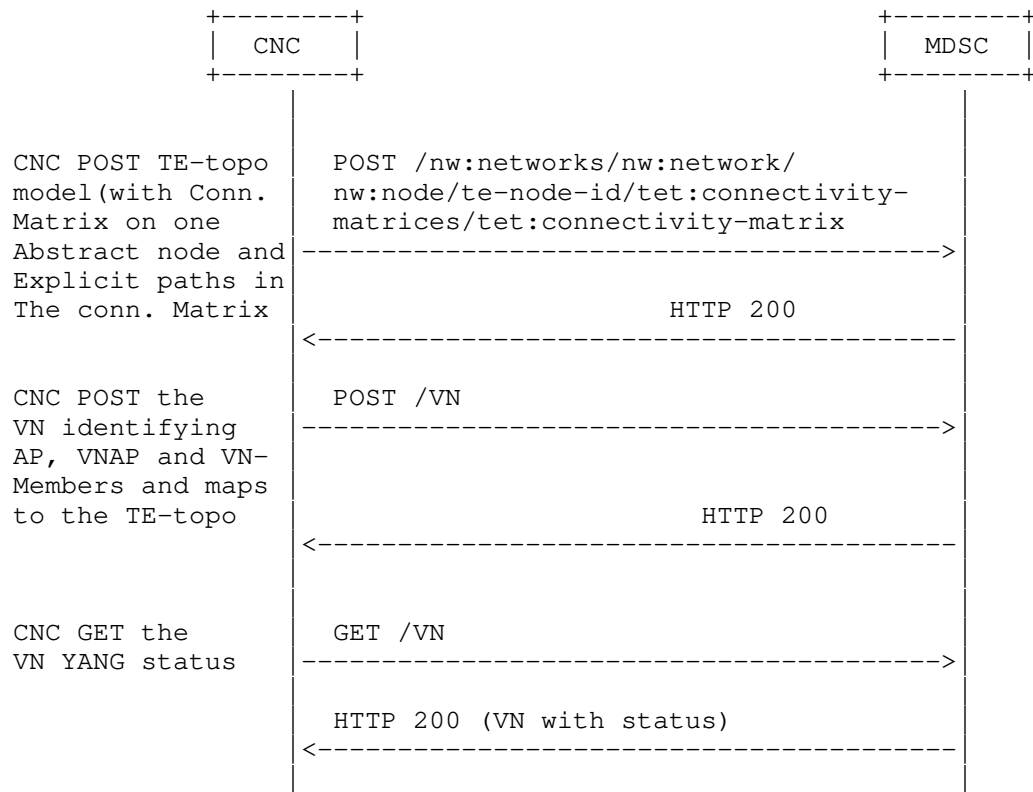 CNC MDSC
CNC POST TE-topo POST /nw:networks/nw:network/
model(with Conn. nw:node/te-node-id/tet:connectivity-
Matrix on one matrices/tet:connectivity-matrix
Abstract node and
Explicit paths in
The conn. Matrix HTTP 200
CNC POST the POST /VN
VN identifying
AP, VNAP and VN-
Members and maps
to the TE-topo HTTP 200
CNC GET the GET /VN
VN YANG status
HTTP 200 (VN with status)